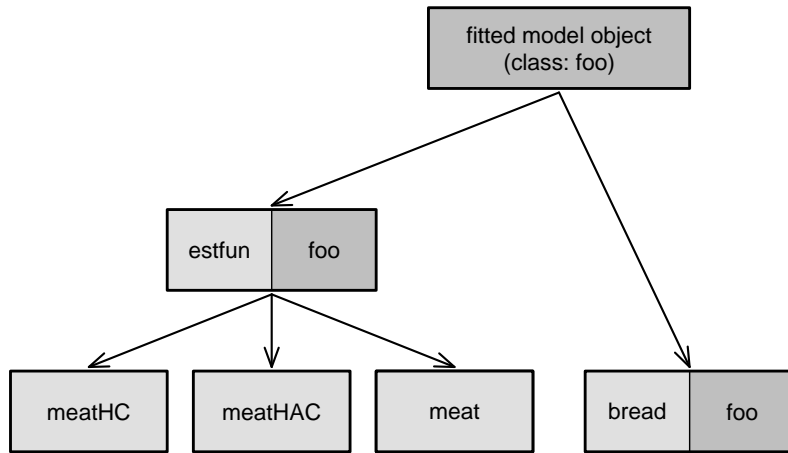 fitted model object
(class: foo)
estfun foo
meatHC meatHAC meat bread foo